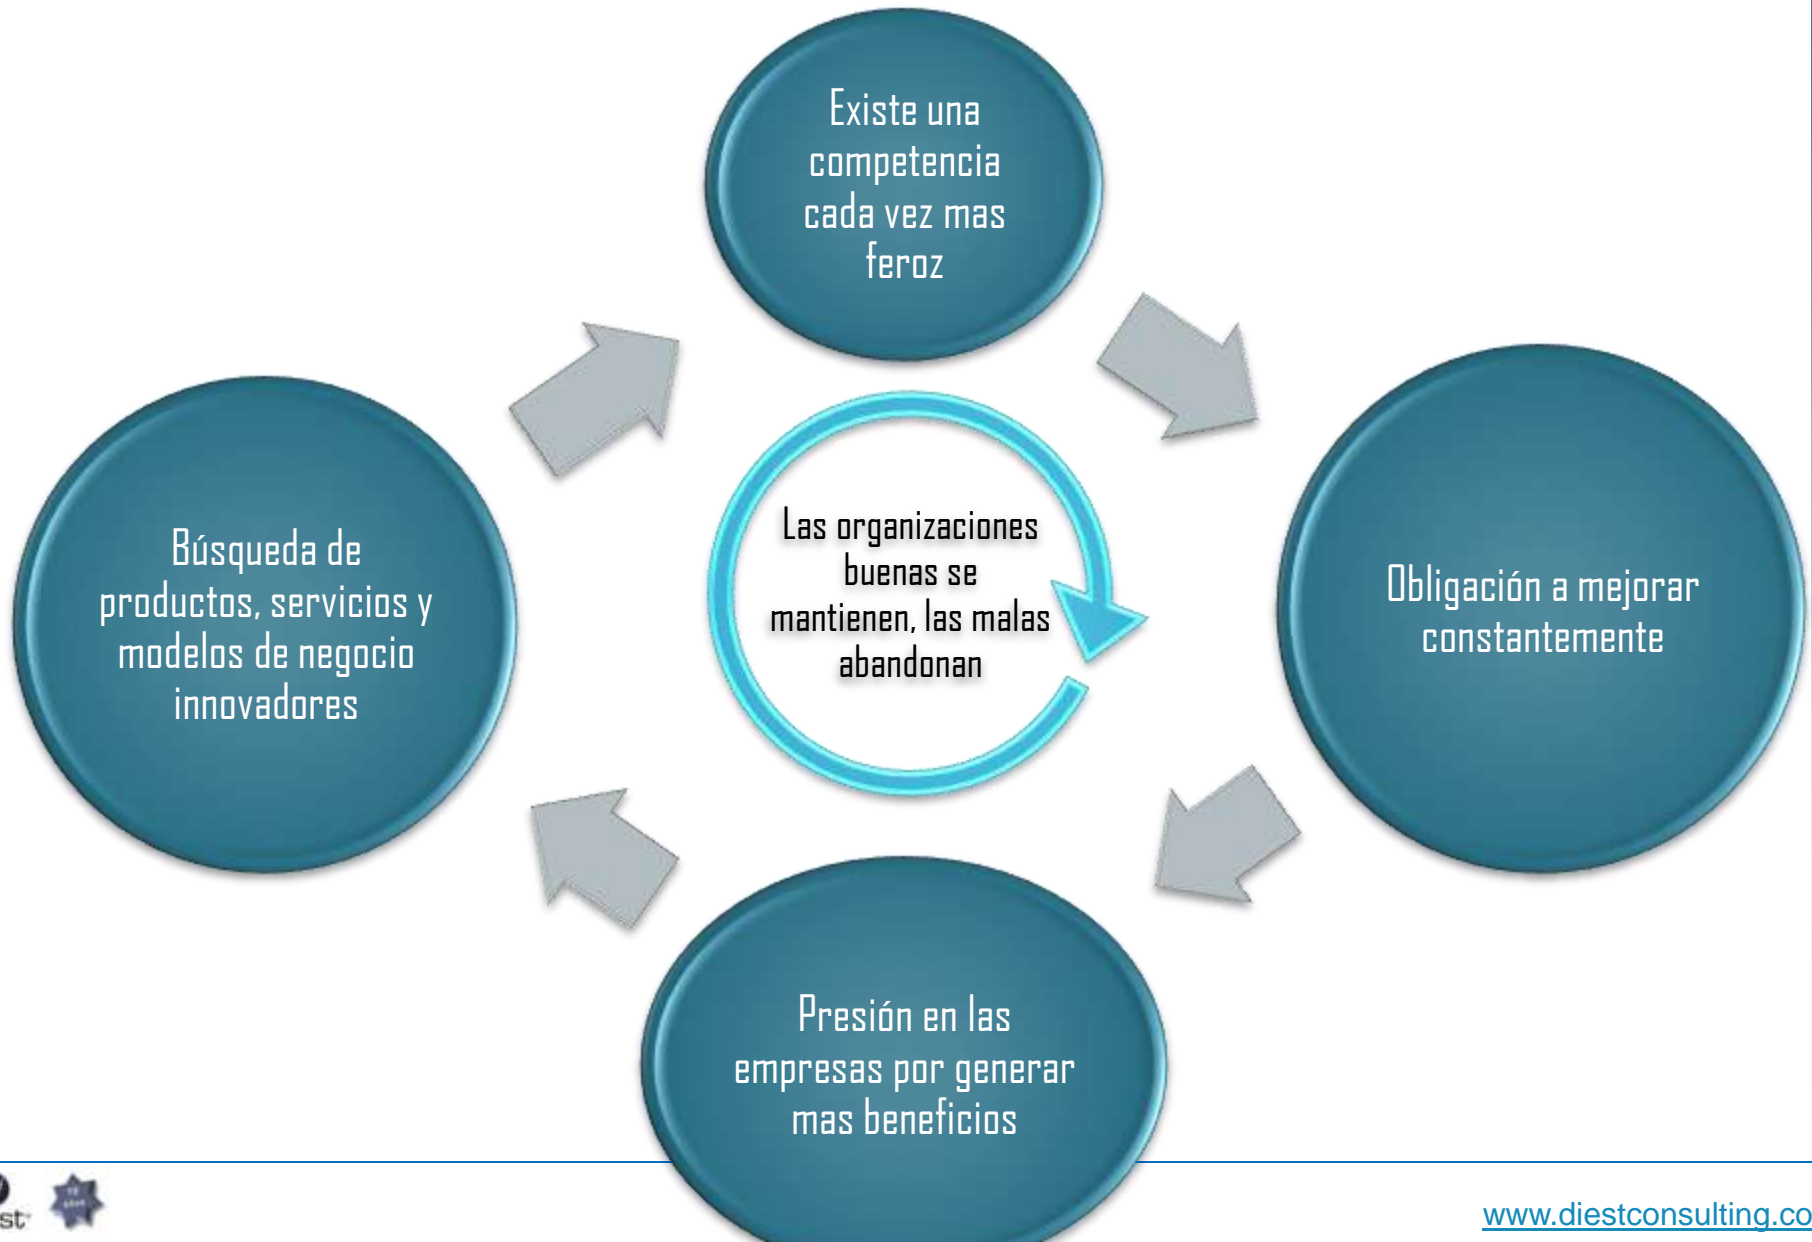 Existe una
competencia
cada vez mas
feroz
Las organizaciones
buenas se
mantienen, las malas
abandonan
Búsqueda de
productos, servicios y
modelos de negocio
innovadores
Obligación a mejorar
constantemente
Presión en las
empresas por generar
mas beneficios
www.diestconsulting.co